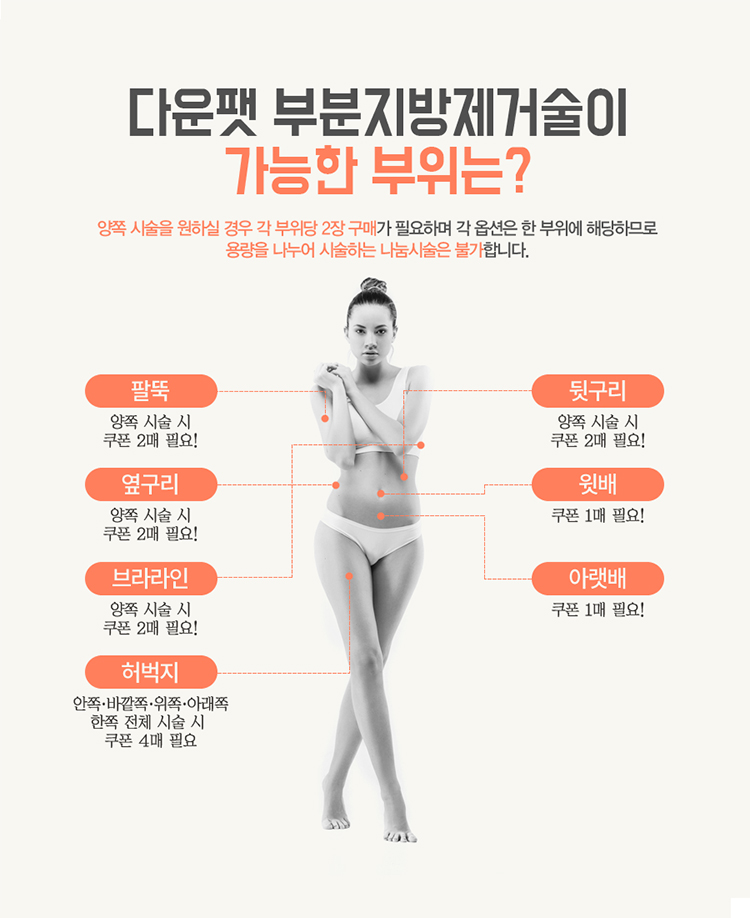 다운팻 부분지방제거술이
가능한 부위는?
양쪽 시술을 원하실 경우 각 부위당 2장 구매가 필요하며 각 옵션은 한 부위에 해당하므로
용량을 나누어 시술하는 나눔시술은 불가합니다.
팔뚝
양쪽 시술 시
쿠폰 2매 필요!
옆구리
양쪽 시술 시
쿠폰 2매 필요!
브라라인
양쪽 시술 시
쿠폰 2매 필요!
허벅지
안쪽·바깥쪽·위쪽·아래쪽
한쪽 전체 시술 시
쿠폰 4매 필요
뒷구리
양쪽 시술 시
쿠폰 2매 필요!
윗배
쿠폰 1매 필요!
아랫배
쿠폰 1매 필요!